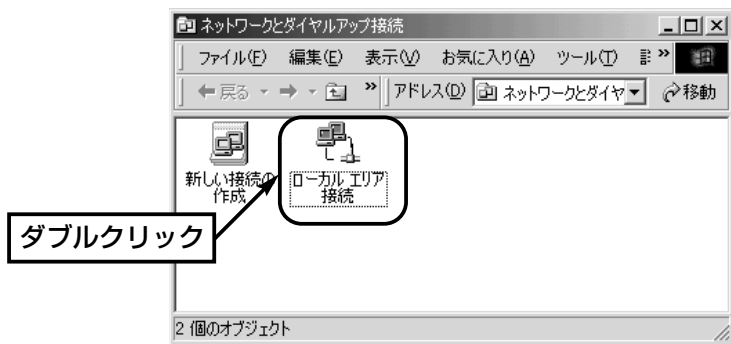 ネットワークとダイヤルアップ接続
ファイル(F) 編集(E) 表示(V) お気に入り(A) ツール(T) »
戻る » アドレス(D) ネットワークとダイヤ 移動
新しい接続の
作成
ローカル エリア
接続
ダブルクリック
2 個のオブジェクト